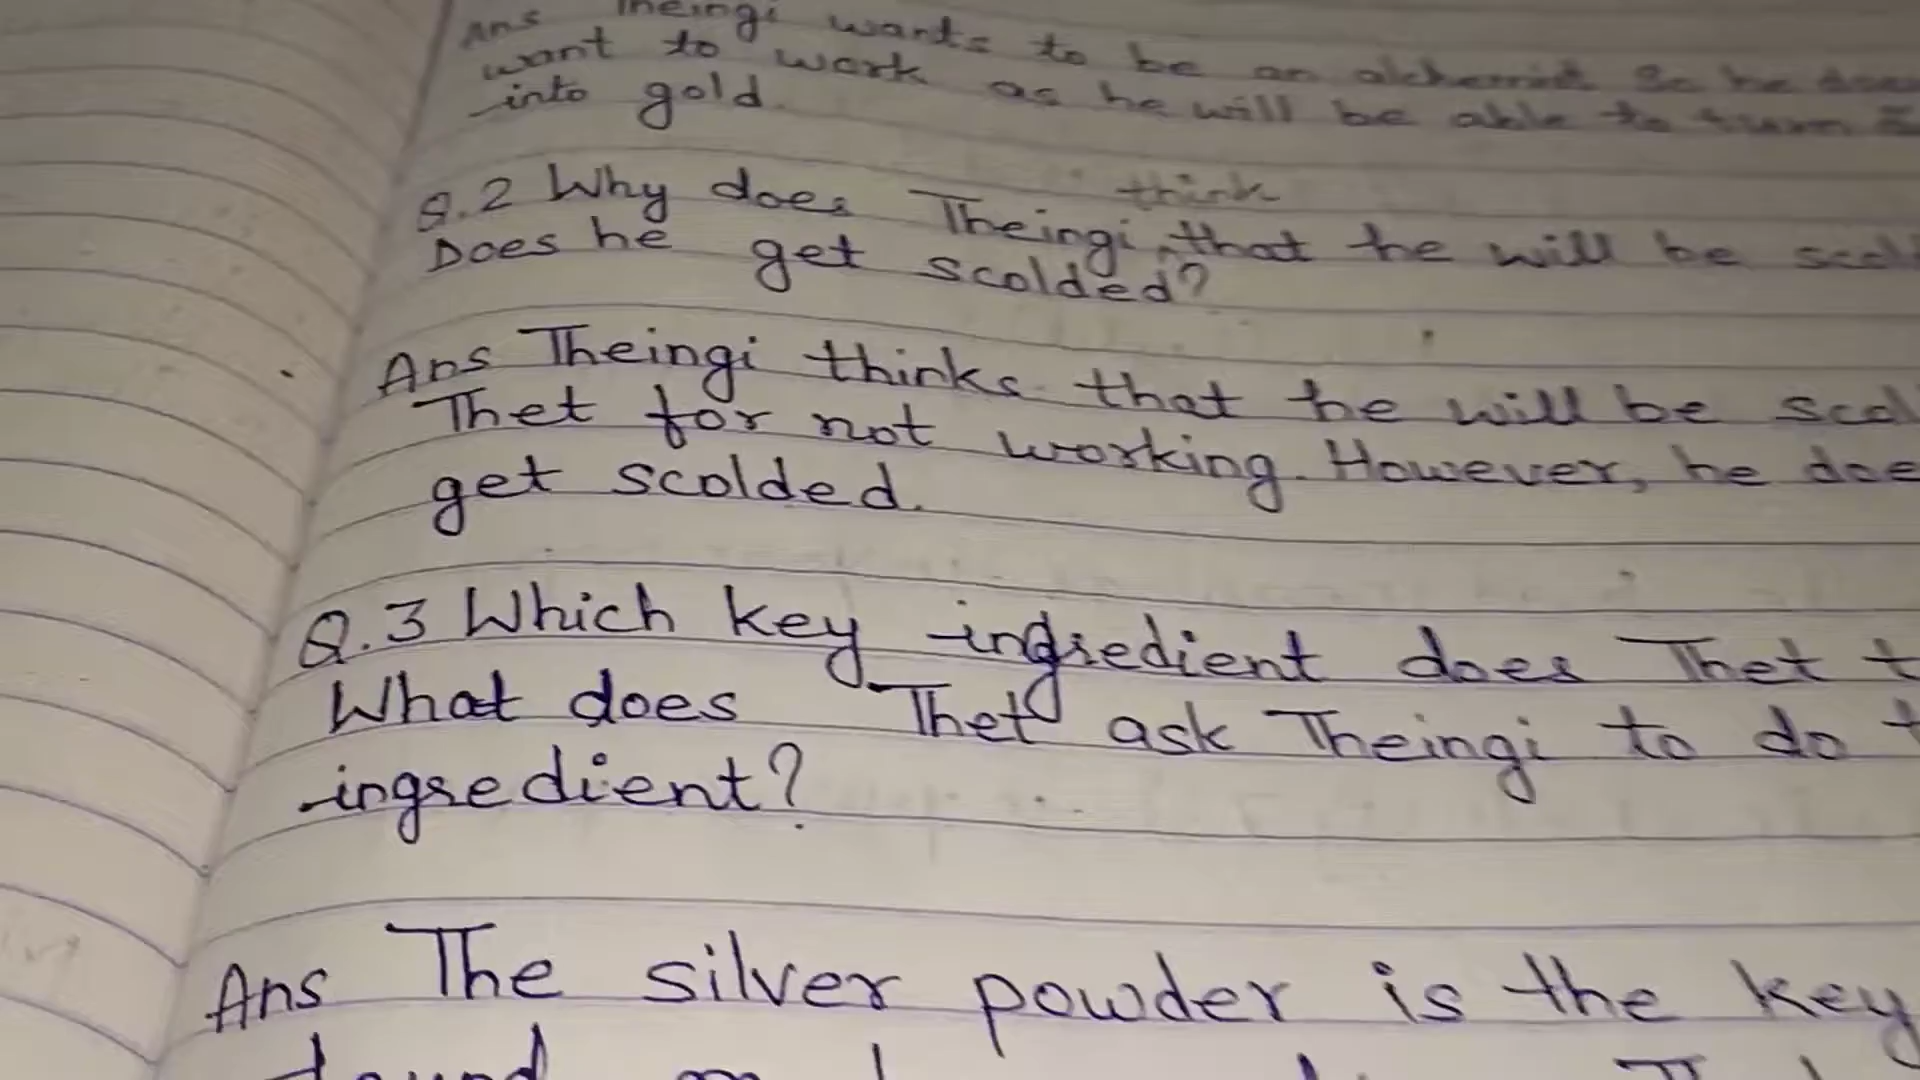 Ans Theingi wants to be an alchemist So he
want to work as he will be able to turn
into gold.
think
Q.2 Why does Theingi that he will be
Does he get scolded?
Ans Theingi thinks that he will be
Thet for not working. However, he
get scolded.
Q.3 Which key ingredient does Thet
What does Thet ask Theingi to do
ingredient?
Ans The silver powder is the key